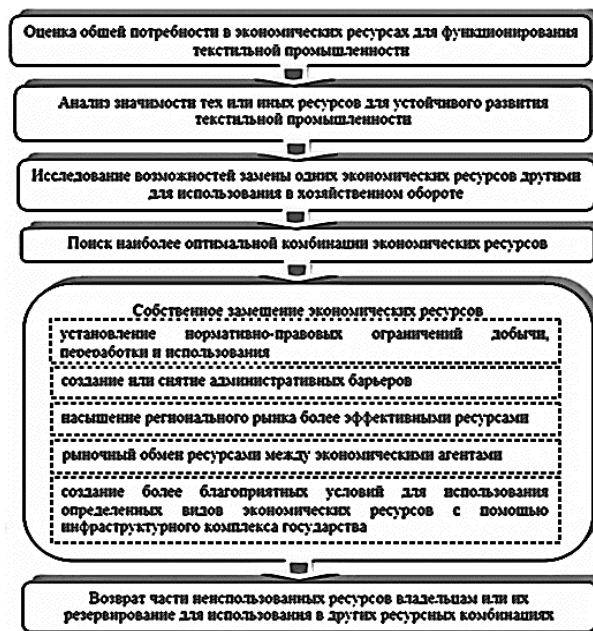 Оценка общей потребности в экономических ресурсах для функционирования
текстильной промышленности
Анализ значимости тех или иных ресурсов для устойчивого развития
текстильной промышленности
Исследование возможностей замены одних экономических ресурсов другими
для использования в хозяйственном обороте
Поиск наиболее оптимальной комбинации экономических ресурсов
Собственное замещение экономических ресурсов
установление нормативно-правовых ограничений добычи,
переработки и использования
создание или снятие административных барьеров
насыщение регионального рынка более эффективными ресурсами
рыночный обмен ресурсами между экономическими агентами
создание более благоприятных условий для использования
определенных видов экономических ресурсов с помощью
инфраструктурного комплекса государства
Возврат части неиспользованных ресурсов владельцам или их
резервирование для использования в других ресурсных комбинациях